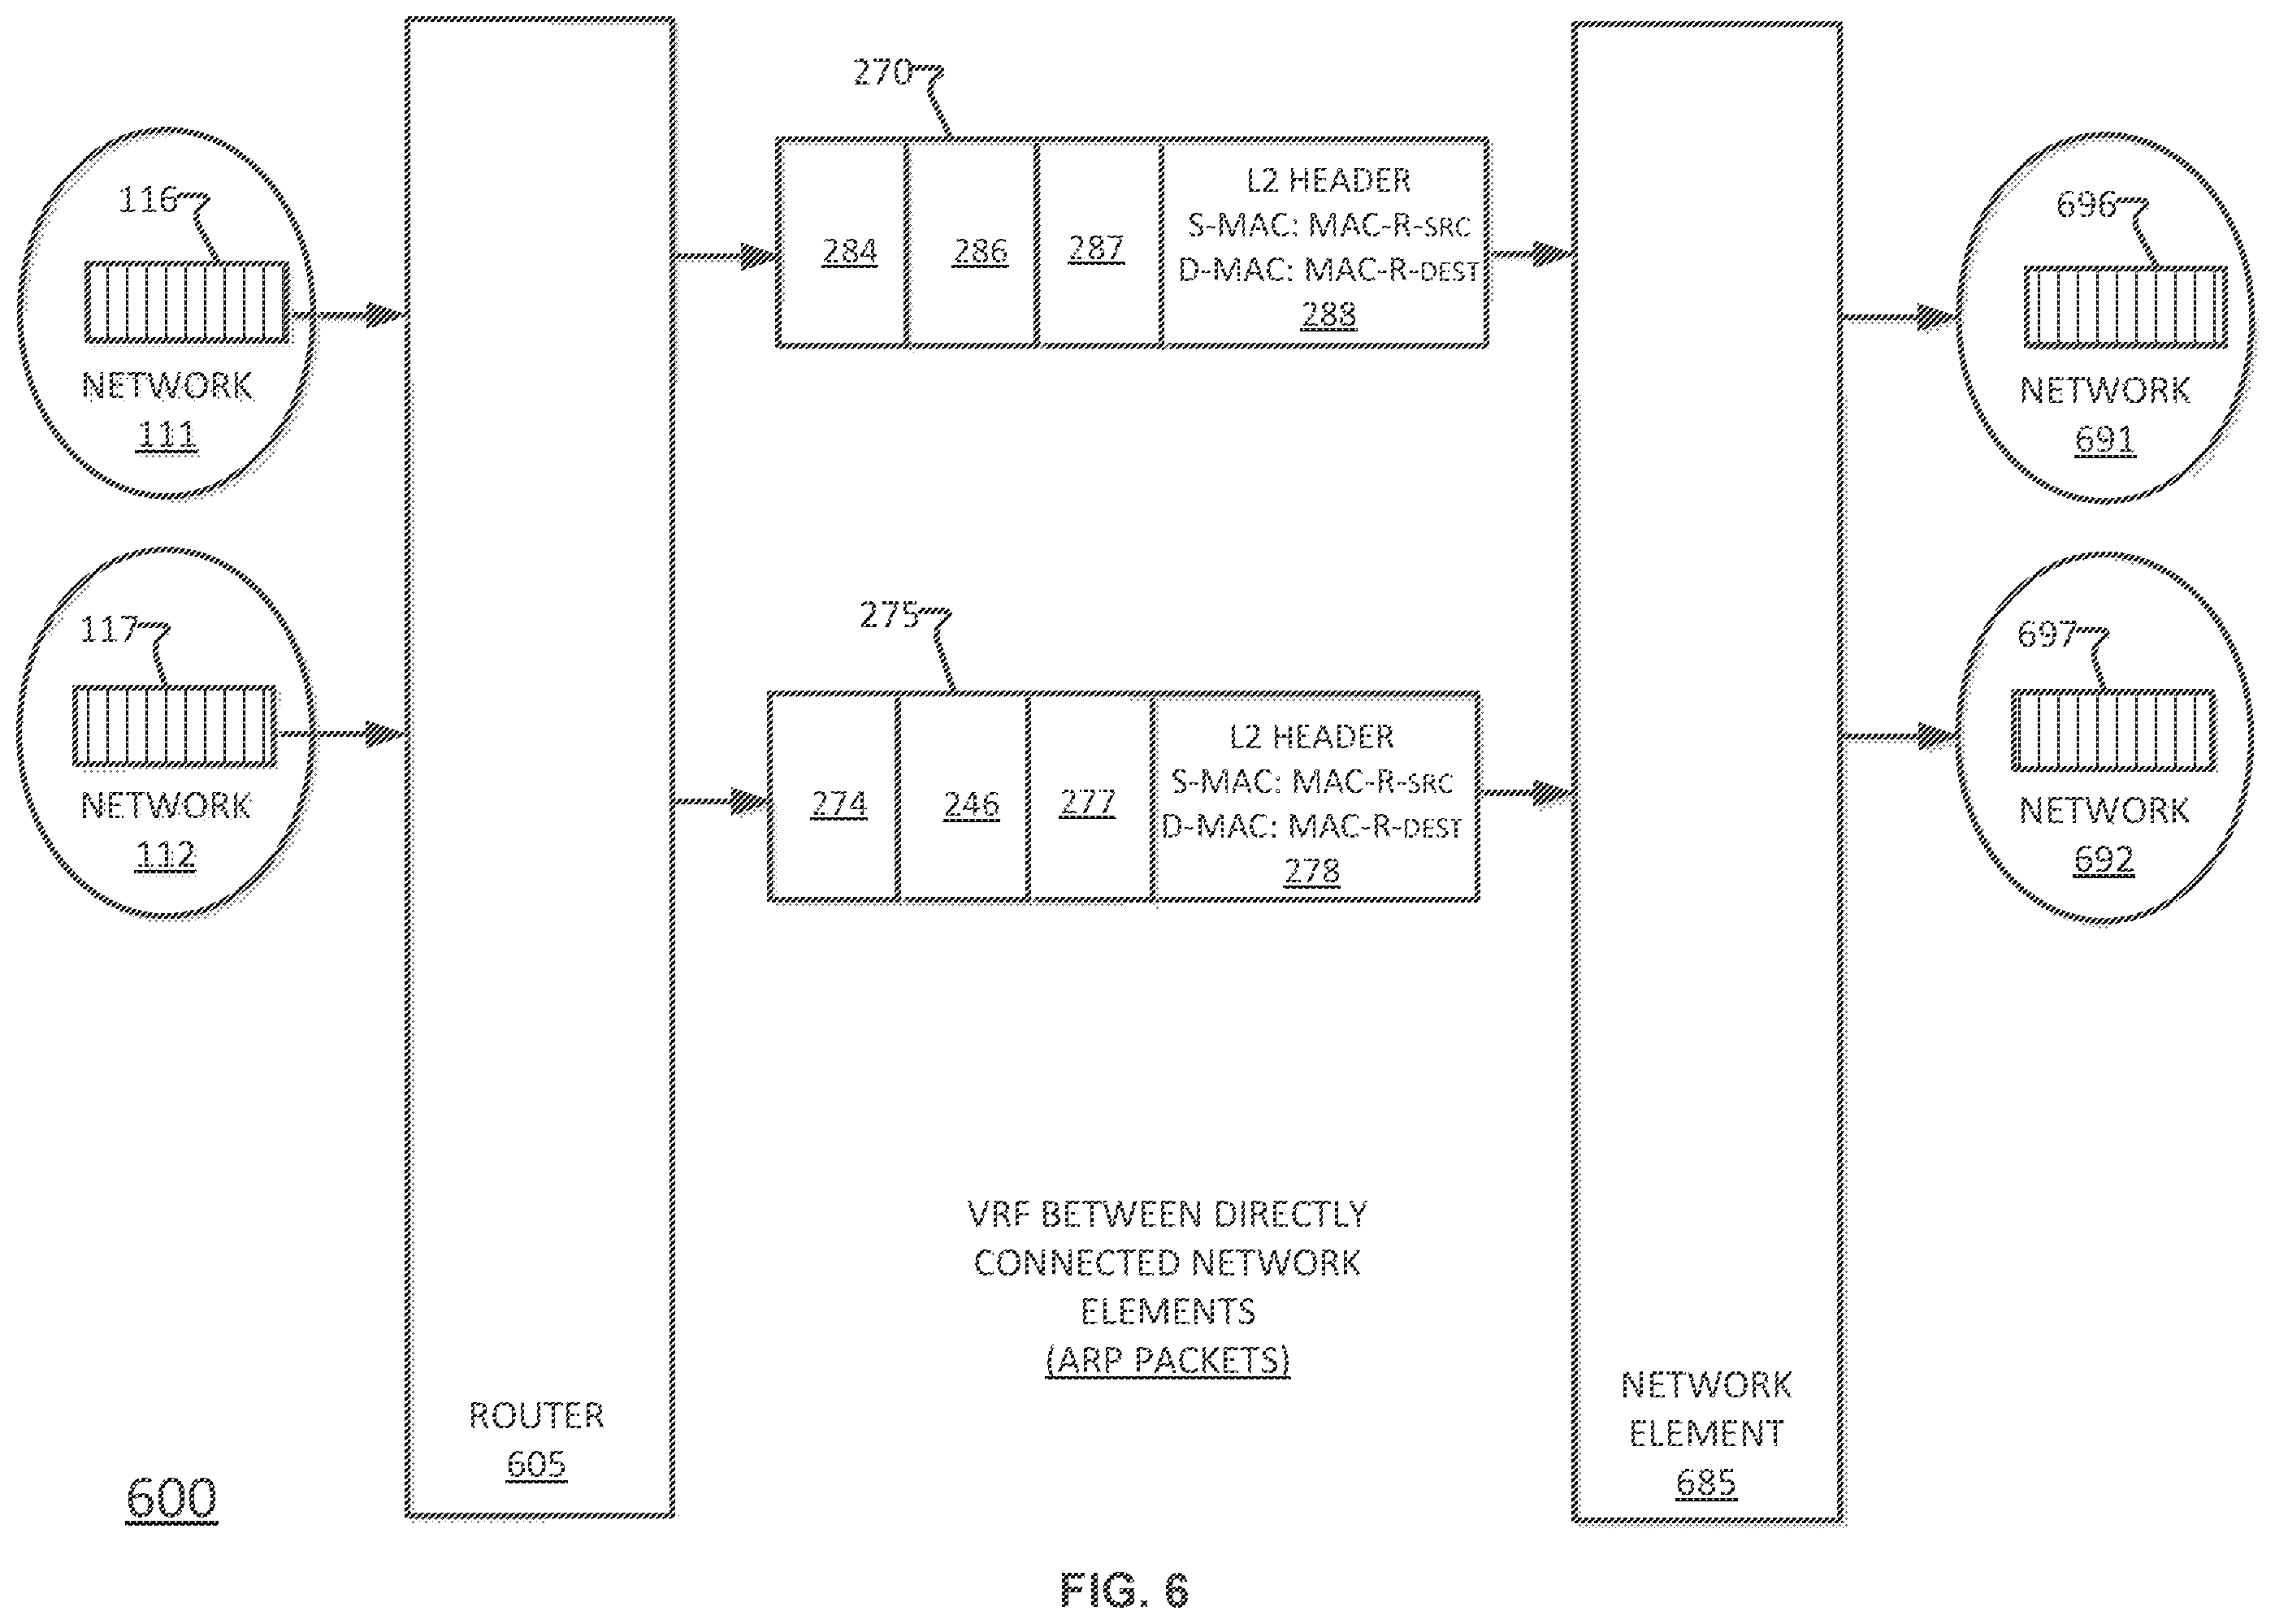 116
NETWORK
111
117
NETWORK
112
ROUTER
605
270
284
286
287
L2 HEADER
S-MAC: MAC-R-SRC
D-MAC: MAC-R-DEST
288
275
274
246
277
L2 HEADER
S-MAC: MAC-R-SRC
D-MAC: MAC-R-DEST
278
VRF BETWEEN DIRECTLY
CONNECTED NETWORK
ELEMENTS
(ARP PACKETS)
NETWORK
ELEMENT
685
696
NETWORK
691
697
NETWORK
692
600
FIG. 6